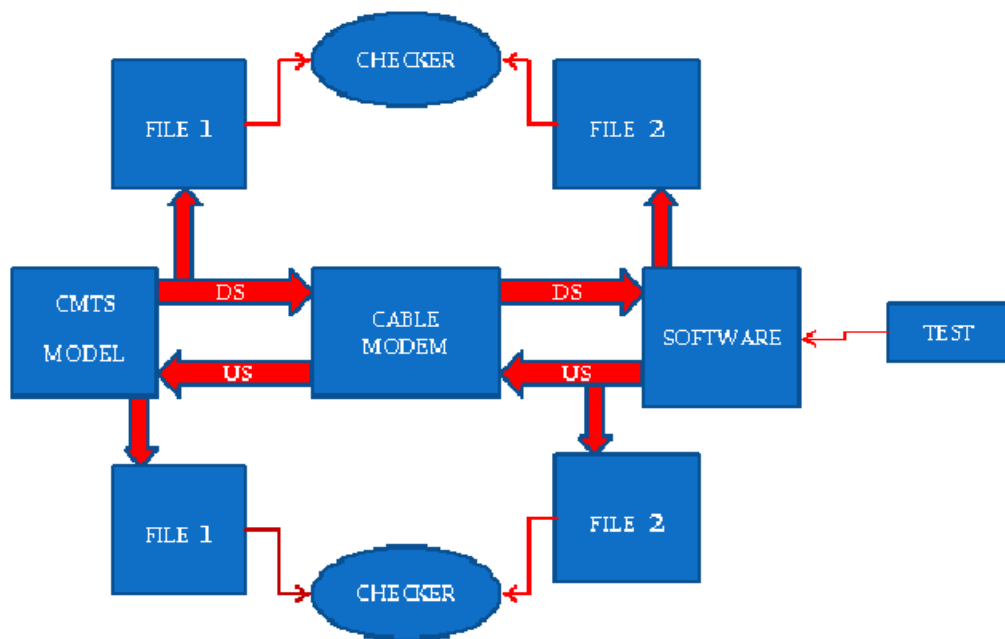 CHECKER
FILE 1
FILE 2
CMTS
MODEL
DS
CABLE
MODEM
DS
SOFTWARE
TEST
US
US
FILE 1
FILE 2
CHECKER